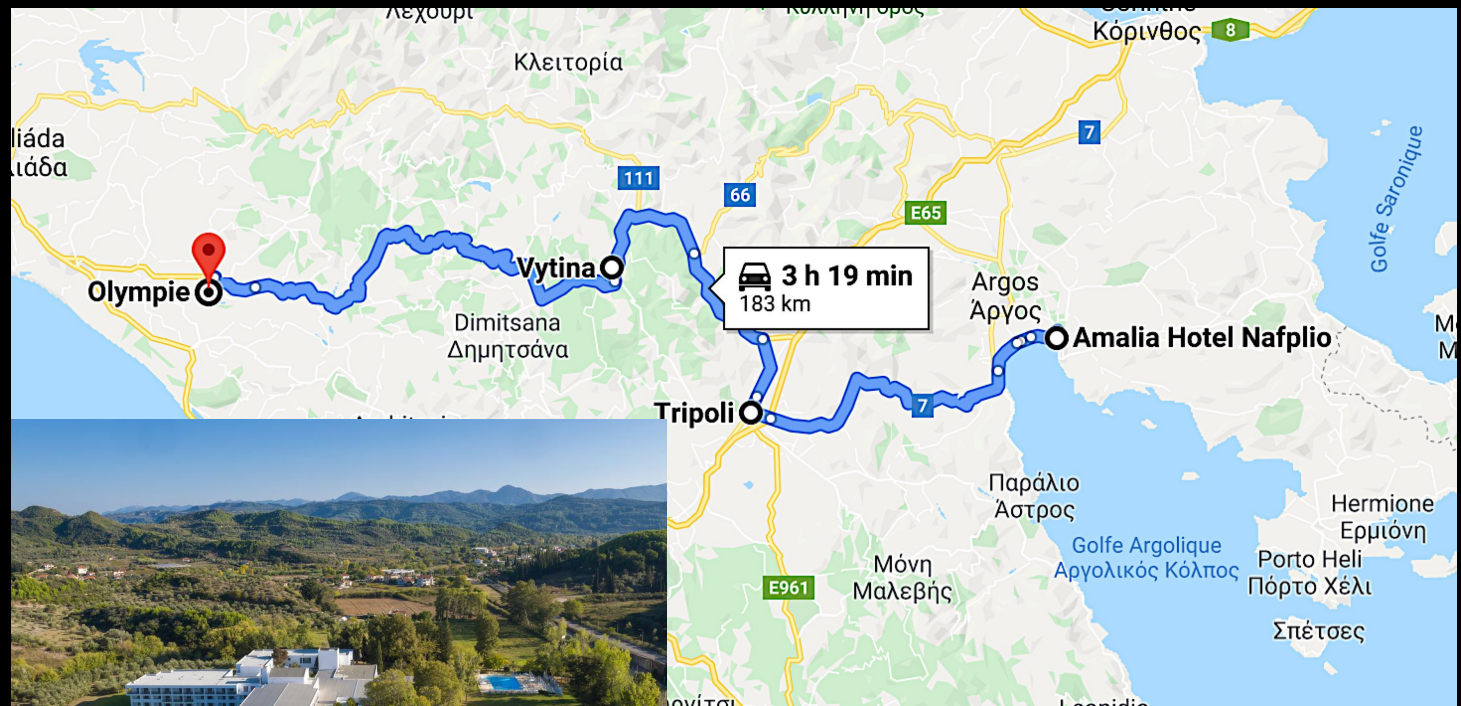 Λεχούρι
Κόρινθος
8
Κλειτορία
7
liáda
ιάδα
111
66
E65
Golfe Saronique
Vytina
3 h 19 min
183 km
Olympie
Argos
Άργος
Dimitsana
Δημητσάνα
Amalia Hotel Nafplio
7
Tripoli
Παράλιο
Άστρος
Hermione
Ερμιόνη
Golfe Argolique
Αργολικός Κόλπος
Porto Heli
Πόρτο Χέλι
Μόνη
Μαλεβής
E961
Σπέτσες